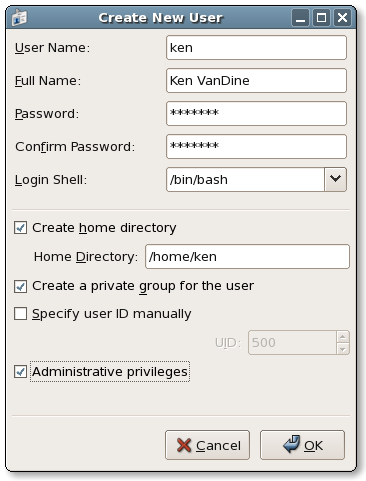 Create New User
User Name: ken
Full Name: Ken VanDine
Password: *******
Confirm Password: *******
Login Shell: /bin/bash
Create home directory
Home Directory: /home/ken
Create a private group for the user
Specify user ID manually
UID: 500
Administrative privileges
Cancel OK